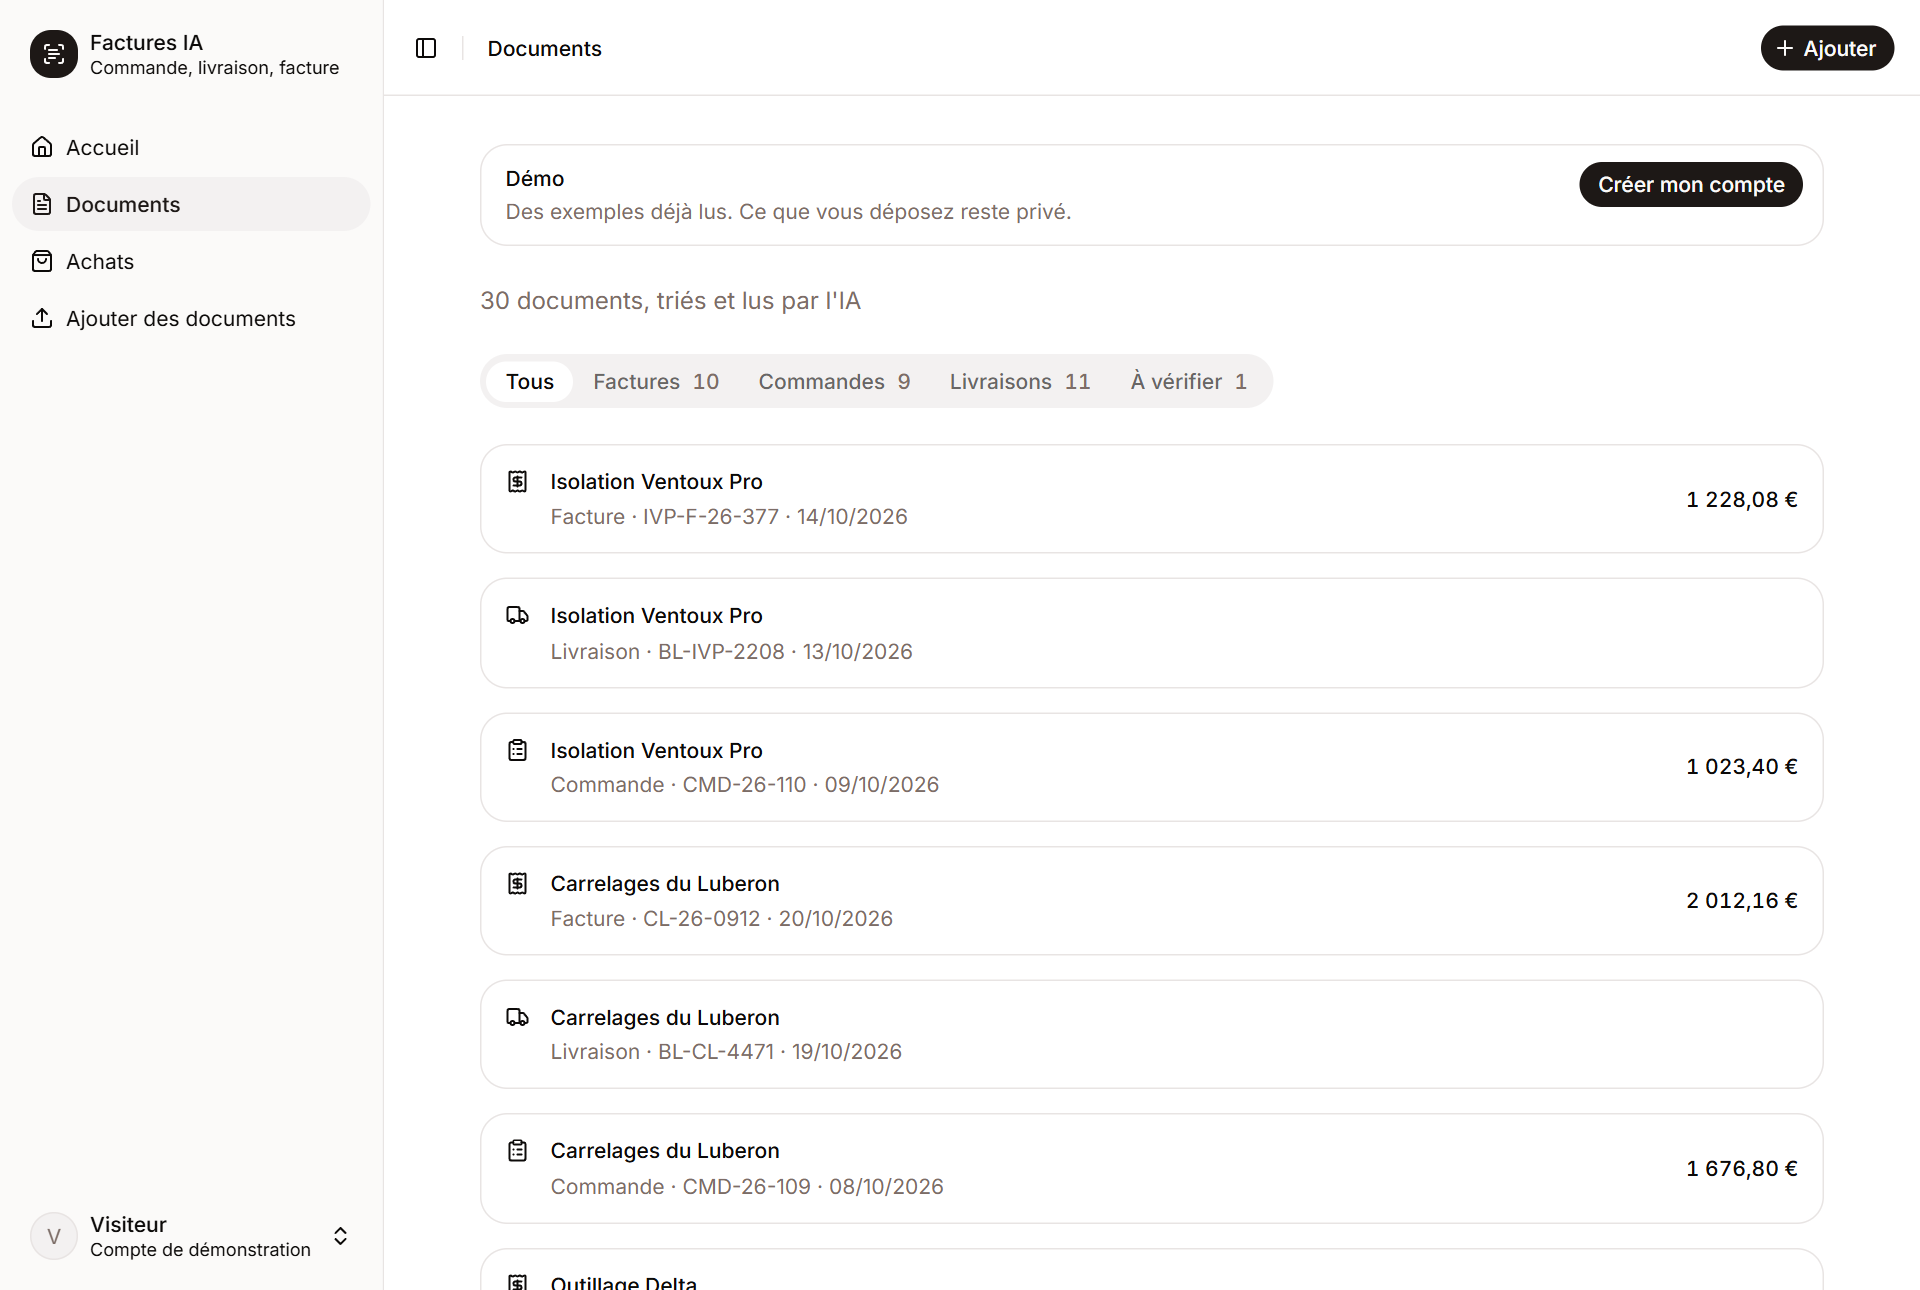 Factures IA
Commande, livraison, facture
Accueil
Documents
Achats
Ajouter des documents
Visiteur
Compte de démonstration
V
Documents
Ajouter
Démo
Des exemples déjà lus. Ce que vous déposez reste privé.
Créer mon compte
30 documents, triés et lus par l'IA
Tous Factures 10 Commandes 9 Livraisons 11 À vérifier 1
Isolation Ventoux Pro
Facture · IVP-F-26-377 · 14/10/2026
1 228,08 €
Isolation Ventoux Pro
Livraison · BL-IVP-2208 · 13/10/2026
Isolation Ventoux Pro
Commande · CMD-26-110 · 09/10/2026
1 023,40 €
Carrelages du Luberon
Facture · CL-26-0912 · 20/10/2026
2 012,16 €
Carrelages du Luberon
Livraison · BL-CL-4471 · 19/10/2026
Carrelages du Luberon
Commande · CMD-26-109 · 08/10/2026
1 676,80 €
Outillage Delta